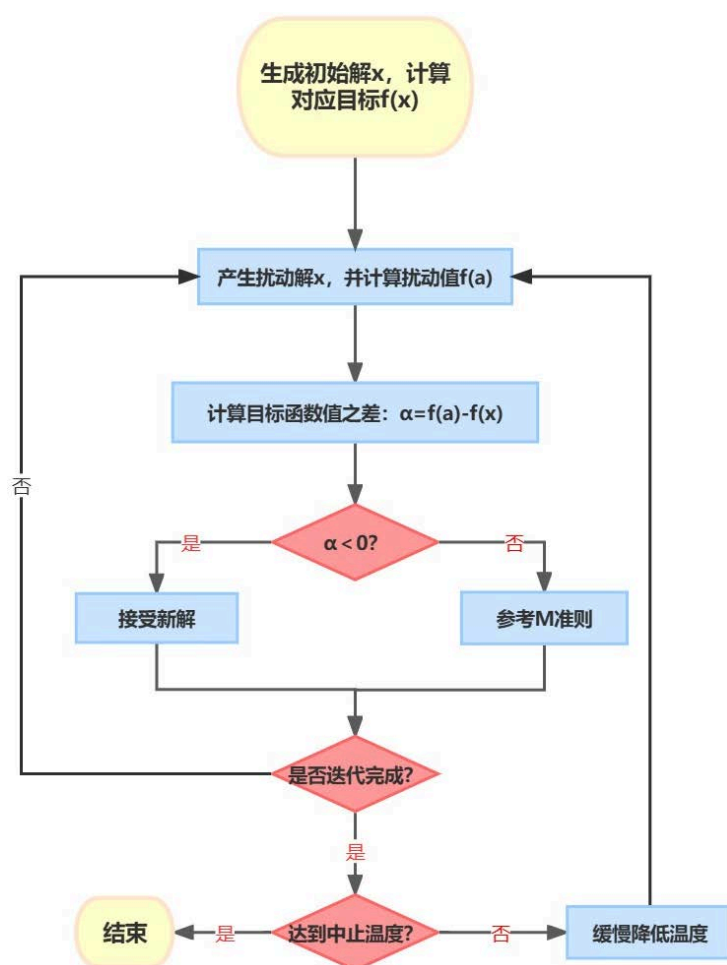 生成初始解x，计算
对应目标f(x)
产生扰动解x，并计算扰动值f(a)
计算目标函数值之差：α=f(a)-f(x)
否
是
α＜0?
否
接受新解
参考M准则
是否迭代完成?
是
结束
是
达到中止温度?
否
缓慢降低温度